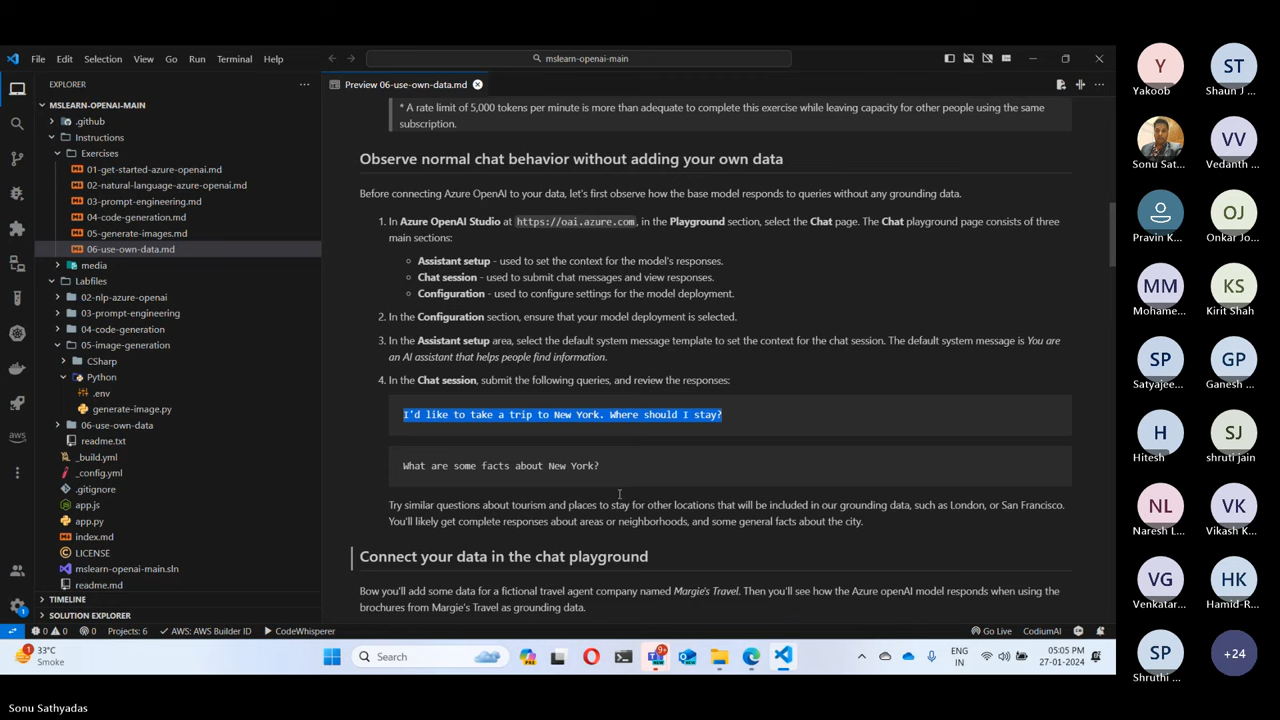 File Edit Selection View Go Run Terminal Help
mslearn-openai-main
EXPLORER
MSLEARN-OPENAI-MAIN
.github
Instructions
Exercises
01-get-started-azure-openai.md
02-natural-language-azure-openai.md
03-prompt-engineering.md
04-code-generation.md
05-generate-images.md
06-use-own-data.md
media
Labfiles
02-nlp-azure-openai
03-prompt-engineering
04-code-generation
05-image-generation
CSharp
Python
.env
generate-image.py
06-use-own-data
readme.txt
_build.yml
_config.yml
.gitignore
app.js
app.py
index.md
LICENSE
mslearn-openai-main.sln
readme.md
TIMELINE
SOLUTION EXPLORER
aws
1
Preview 06-use-own-data.md
* A rate limit of 5,000 tokens per minute is more than adequate to complete this exercise while leaving capacity for other people using the same
subscription.
Observe normal chat behavior without adding your own data
Before connecting Azure OpenAI to your data, let's first observe how the base model responds to queries without any grounding data.
1. In Azure OpenAI Studio at https://oai.azure.com, in the Playground section, select the Chat page. The Chat playground page consists of three
main sections:
Assistant setup - used to set the context for the model's responses.
Chat session - used to submit chat messages and view responses.
Configuration - used to configure settings for the model deployment.
2. In the Configuration section, ensure that your model deployment is selected.
3. In the Assistant setup area, select the default system message template to set the context for the chat session. The default system message is You are
an AI assistant that helps people find information.
4. In the Chat session, submit the following queries, and review the responses:
I'd like to take a trip to New York. Where should I stay?
What are some facts about New York?
Try similar questions about tourism and places to stay for other locations that will be included in our grounding data, such as London, or San Francisco.
You'll likely get complete responses about areas or neighborhoods, and some general facts about the city.
Connect your data in the chat playground
Bow you'll add some data for a fictional travel agent company named Margie's Travel. Then you'll see how the Azure openAI model responds when using the
brochures from Margie's Travel as grounding data.
0 0 0 Projects: 6 AWS: AWS Builder ID CodeWhisperer
Go Live CodiumAI
1
33°C
Smoke
Search
9+
ENG
IN
05:05 PM
27-01-2024
Y
Yakoob
ST
Shaun J ...
Sonu Sat...
VV
Vedanth ...
Pravin K...
OJ
Onkar Jo...
MM
Mohame...
KS
Kirit Shah
SP
Satyajee...
GP
Ganesh ...
H
Hitesh
SJ
shruti jain
NL
Naresh L...
VK
Vikash K...
VG
Venkatar...
HK
Hamid-R...
SP
Shruthi ...
+24
Sonu Sathyadas